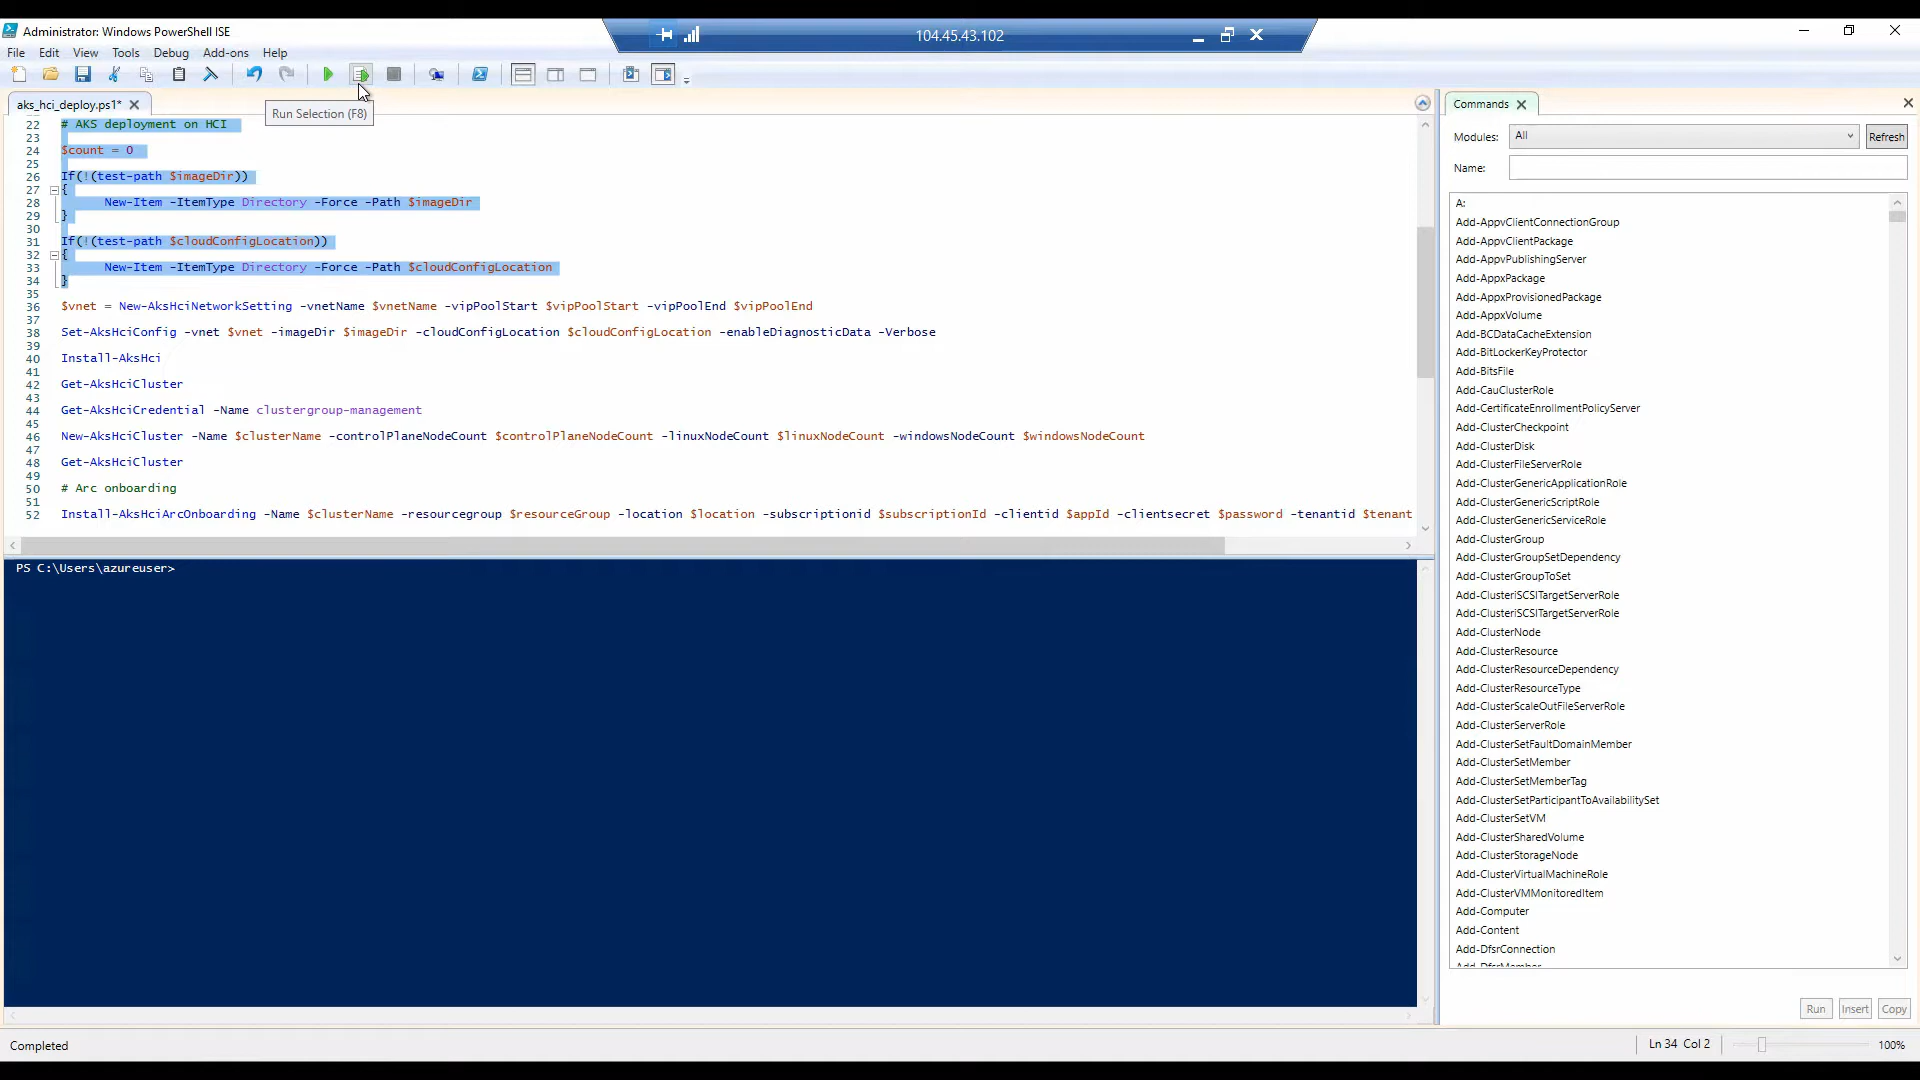 Administrator: Windows PowerShell ISE
104.45.43.102
File Edit View Tools Debug Add-ons Help
aks_hci_deploy.ps1*
Run Selection (F8)
22 # AKS deployment on HCI
23
24 $count = 0
25
26 If(!(test-path $imageDir))
27 {
28 New-Item -ItemType Directory -Force -Path $imageDir
29 }
30
31 If(!(test-path $cloudConfigLocation))
32 {
33 New-Item -ItemType Directory -Force -Path $cloudConfigLocation
34 }
35
36 $vnet = New-AksHciNetworkSetting -vnetName $vnetName -vipPoolStart $vipPoolStart -vipPoolEnd $vipPoolEnd
37
38 Set-AksHciConfig -vnet $vnet -imageDir $imageDir -cloudConfigLocation $cloudConfigLocation -enableDiagnosticData -Verbose
39
40 Install-AksHci
41
42 Get-AksHciCluster
43
44 Get-AksHciCredential -Name clustergroup-management
45
46 New-AksHciCluster -Name $clusterName -controlPlaneNodeCount $controlPlaneNodeCount -linuxNodeCount $linuxNodeCount -windowsNodeCount $windowsNodeCount
47
48 Get-AksHciCluster
49
50 # Arc onboarding
51
52 Install-AksHciArcOnboarding -Name $clusterName -resourcegroup $resourceGroup -location $location -subscriptionid $subscriptionId -clientid $appId -clientsecret $password -tenantid $tenant
PS C:\Users\azureuser>
Commands
Modules: All Refresh
Name:
A:
Add-AppvClientConnectionGroup
Add-AppvClientPackage
Add-AppvPublishingServer
Add-AppxPackage
Add-AppxProvisionedPackage
Add-AppxVolume
Add-BCDataCacheExtension
Add-BitLockerKeyProtector
Add-BitsFile
Add-CauClusterRole
Add-CertificateEnrollmentPolicyServer
Add-ClusterCheckpoint
Add-ClusterDisk
Add-ClusterFileServerRole
Add-ClusterGenericApplicationRole
Add-ClusterGenericScriptRole
Add-ClusterGenericServiceRole
Add-ClusterGroup
Add-ClusterGroupSetDependency
Add-ClusterGroupToSet
Add-ClusteriSCSITargetServerRole
Add-ClusteriSCSITargetServerRole
Add-ClusterNode
Add-ClusterResource
Add-ClusterResourceDependency
Add-ClusterResourceType
Add-ClusterScaleOutFileServerRole
Add-ClusterServerRole
Add-ClusterSetFaultDomainMember
Add-ClusterSetMember
Add-ClusterSetMemberTag
Add-ClusterSetParticipantToAvailabilitySet
Add-ClusterSetVM
Add-ClusterSharedVolume
Add-ClusterStorageNode
Add-ClusterVirtualMachineRole
Add-ClusterVMMonitoredItem
Add-Computer
Add-Content
Add-DfsrConnection
Add-DfsrMember
Run Insert Copy
Completed
Ln 34 Col 2
100%